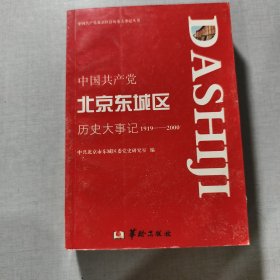 中国共产党
北京东城区
历史大事记 1919——2000
中共北京市东城区委党史研究室 编
DASHIJI
华龄出版社